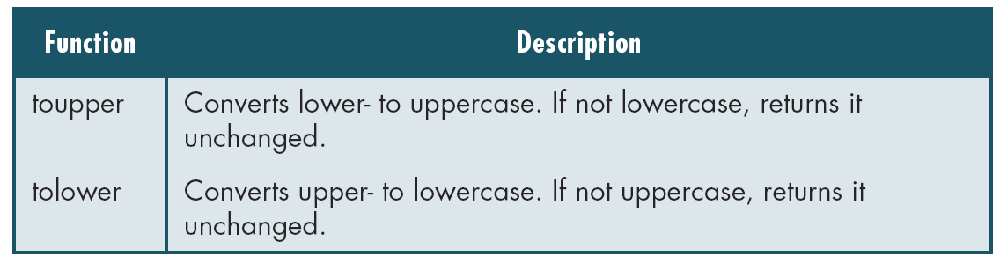 Function Description
toupper Converts lower- to uppercase. If not lowercase, returns it
unchanged.
tolower Converts upper- to lowercase. If not uppercase, returns it
unchanged.